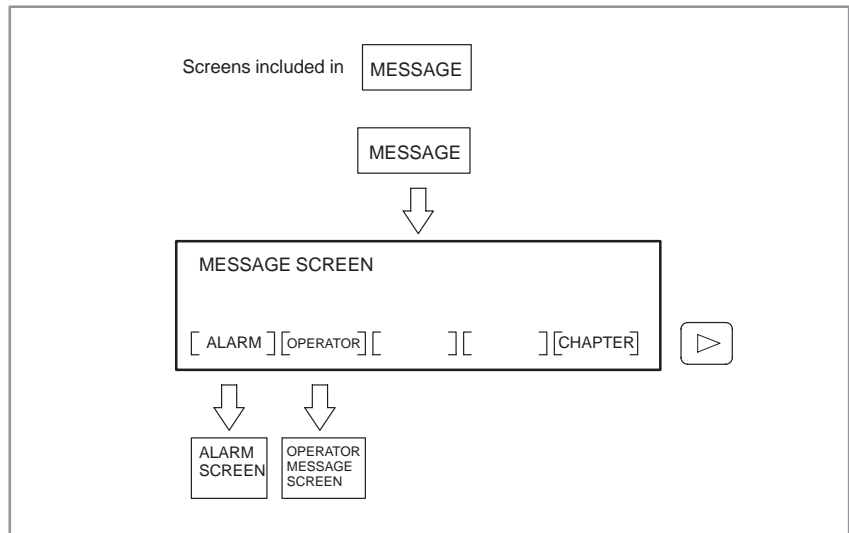 Screens included in MESSAGE
MESSAGE
MESSAGE SCREEN
[ ALARM ] [OPERATOR] [ ] [ ] [CHAPTER]
ALARM
SCREEN
OPERATOR
MESSAGE
SCREEN